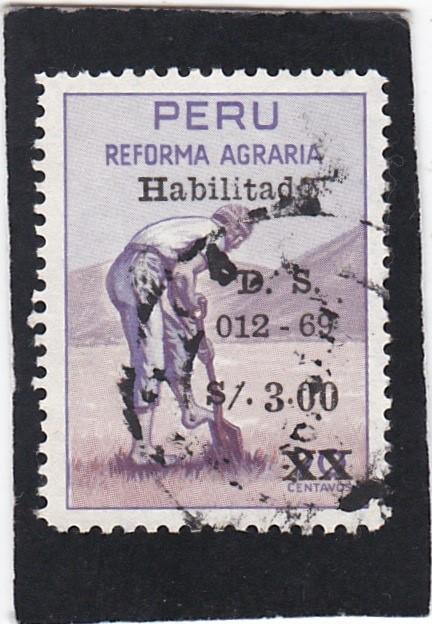 PERU
REFORMA AGRARIA
Habilitado
D. S.
012 - 69
S/. 3.00
XX
CENTAVOS